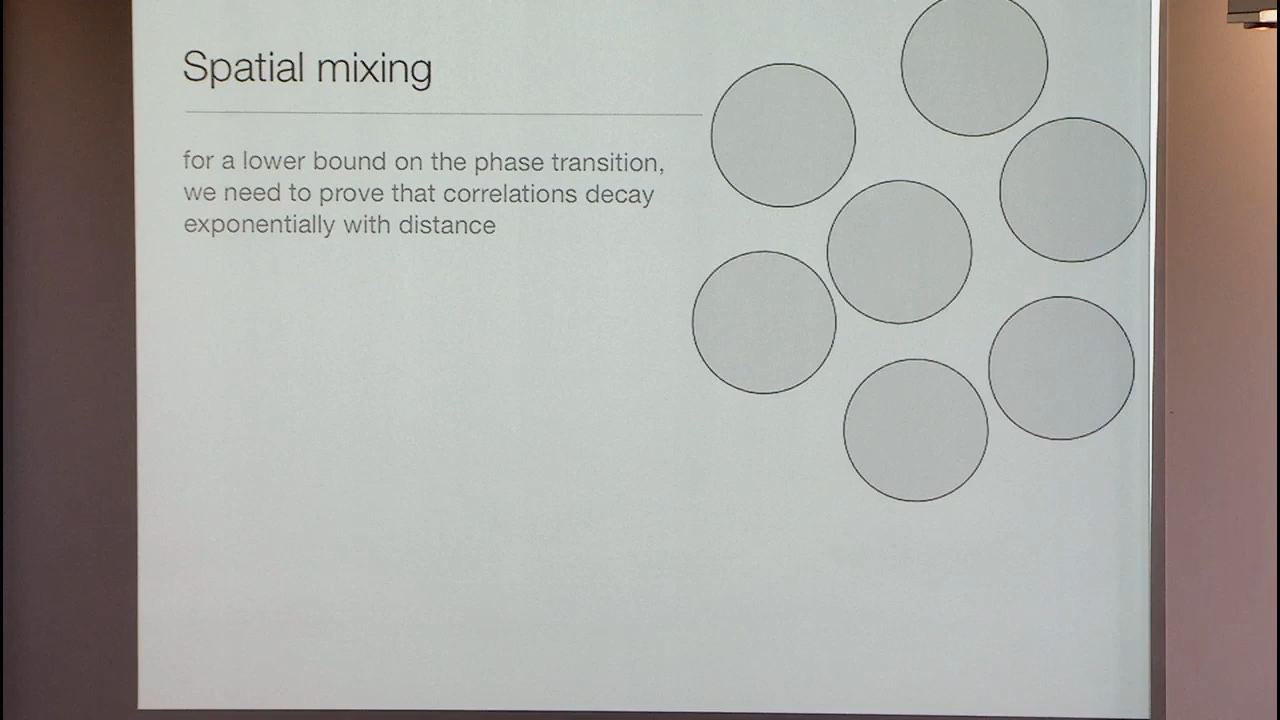 Spatial mixing
for a lower bound on the phase transition,
we need to prove that correlations decay
exponentially with distance